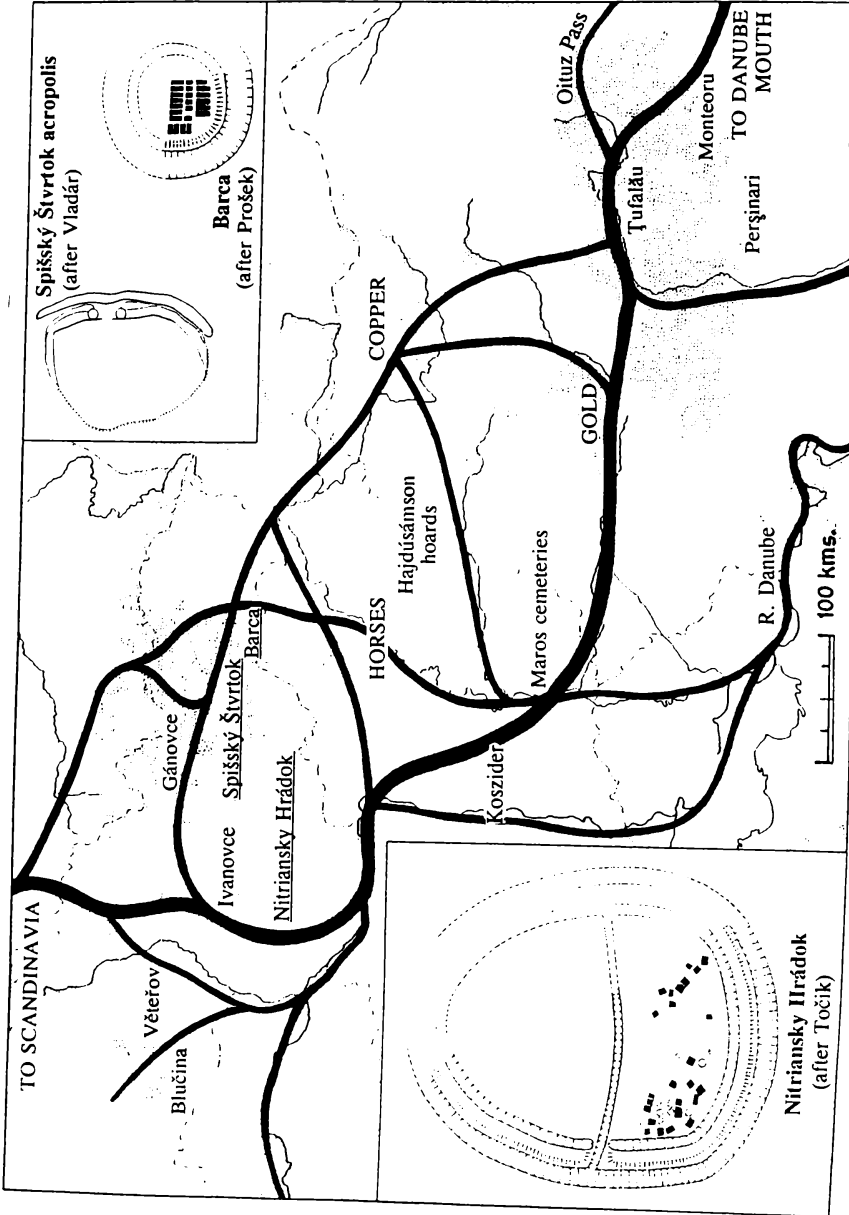 TO SCANDINAVIA
Věteřov
Blučina
Gánovce
Ivanovce
Spišský Štvrtok
Barca
Nitriansky Hrádok
HORSES
Koszider
Hajdúsámson
hoards
Maros cemeteries
COPPER
GOLD
R. Danube
100 kms.
Oituz Pass
Ţufalău
Monteoru
TO DANUBE
MOUTH
Perşinari
Spišský Štvrtok acropolis
(after Vladár)
Barca
(after Prošek)
Nitriansky Hrádok
(after Točik)